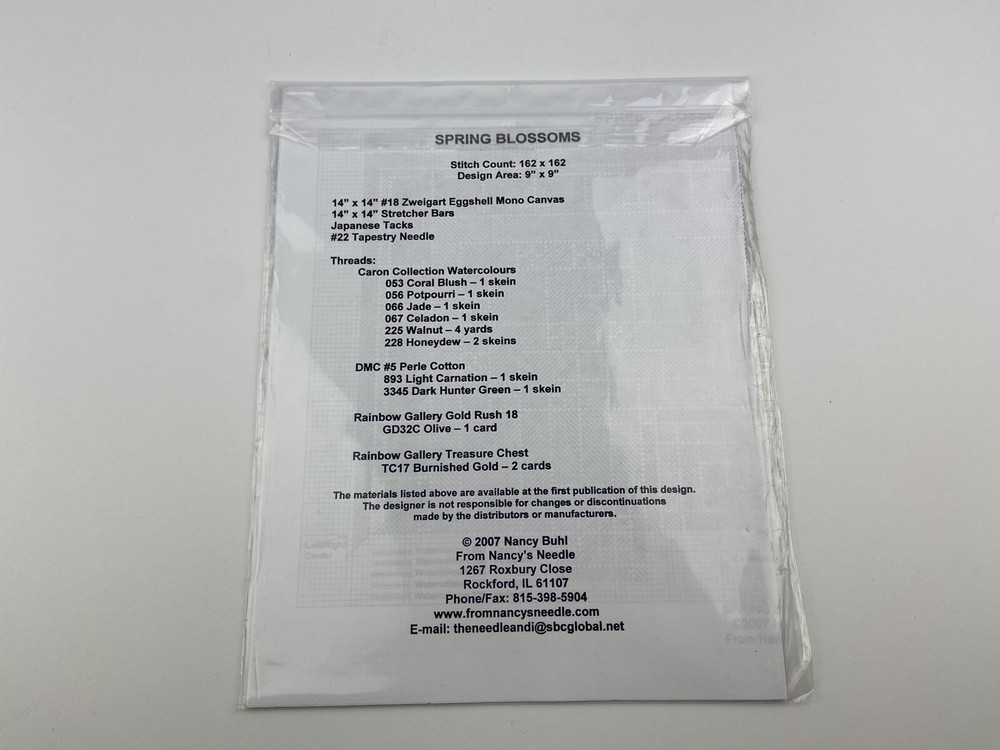 SPRING BLOSSOMS
Stitch Count: 162 x 162
Design Area: 9" x 9"
14" x 14" #18 Zweigart Eggshell Mono Canvas
14" x 14" Stretcher Bars
Japanese Tacks
#22 Tapestry Needle
Threads:
Caron Collection Watercolours
053 Coral Blush – 1 skein
056 Potpourri – 1 skein
066 Jade – 1 skein
067 Celadon – 1 skein
225 Walnut – 4 yards
228 Honeydew – 2 skeins
DMC #5 Perle Cotton
893 Light Carnation – 1 skein
3345 Dark Hunter Green – 1 skein
Rainbow Gallery Gold Rush 18
GD32C Olive – 1 card
Rainbow Gallery Treasure Chest
TC17 Burnished Gold – 2 cards
The materials listed above are available at the first publication of this design.
The designer is not responsible for changes or discontinuations
made by the distributors or manufacturers.
© 2007 Nancy Buhl
From Nancy's Needle
1267 Roxbury Close
Rockford, IL 61107
Phone/Fax: 815-398-5904
www.fromnancysneedle.com
E-mail: theneedleandi@sbcglobal.net